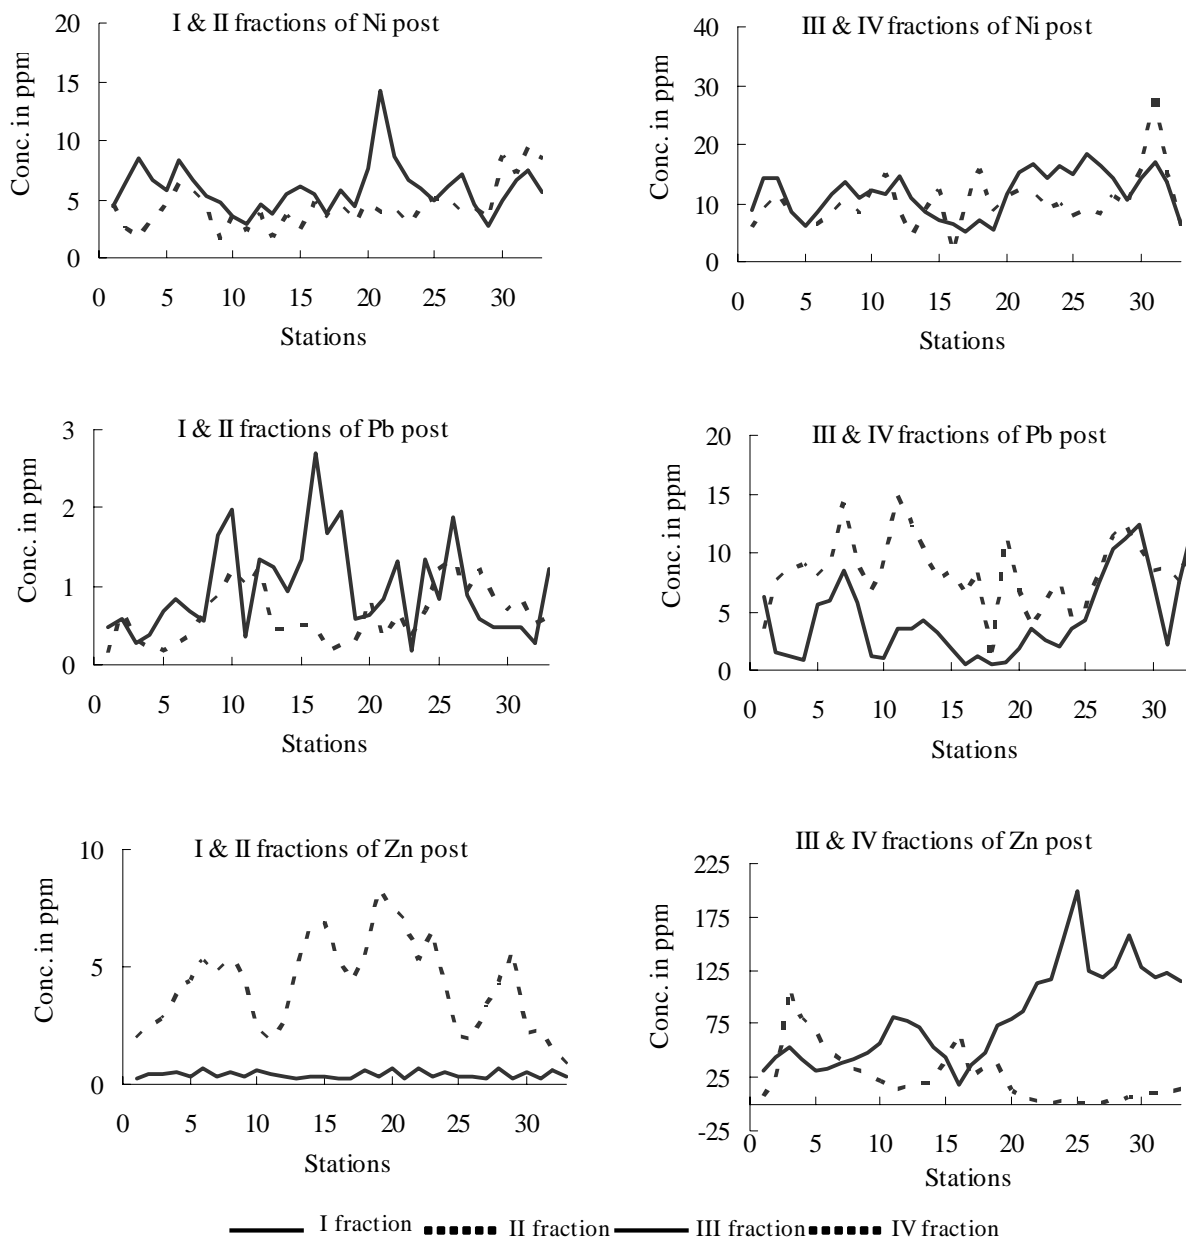 I & II fractions of Ni post
Conc. in ppm
20
15
10
5
0
0 5 10 15 20 25 30
Stations
III & IV fractions of Ni post
Conc. in ppm
40
30
20
10
0
0 5 10 15 20 25 30
Stations
I & II fractions of Pb post
Conc. in ppm
3
2
1
0
0 5 10 15 20 25 30
Stations
III & IV fractions of Pb post
Conc. in ppm
20
15
10
5
0
0 5 10 15 20 25 30
Stations
I & II fractions of Zn post
Conc. in ppm
10
5
0
0 5 10 15 20 25 30
Stations
III & IV fractions of Zn post
Conc. in ppm
225
175
125
75
25
-25
0 5 10 15 20 25 30
Stations
I fraction II fraction III fraction IV fraction